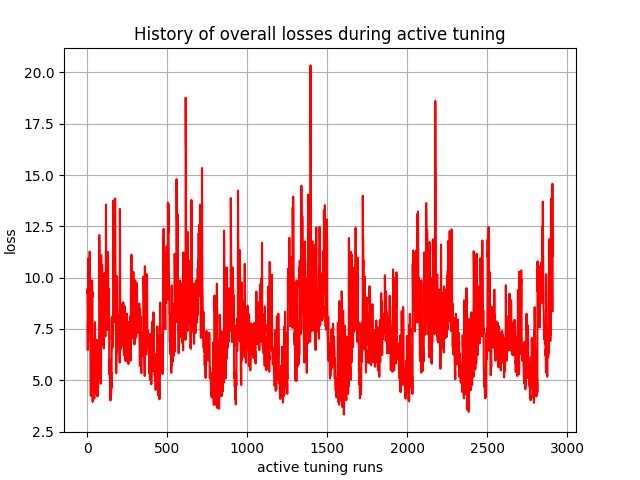 History of overall losses during active tuning
20.0
17.5
15.0
12.5
10.0
7.5
5.0
2.5
loss
0 500 1000 1500 2000 2500 3000
active tuning runs